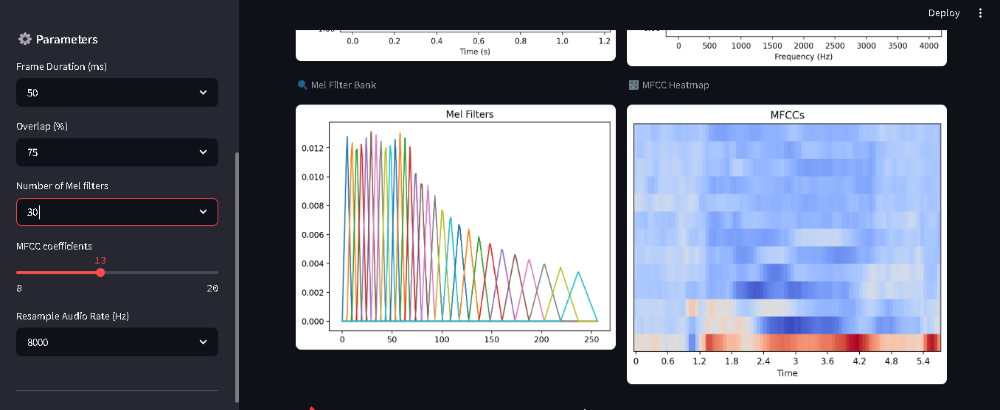 Deploy
Parameters
Frame Duration (ms)
50
Overlap (%)
75
Number of Mel filters
30
MFCC coefficients
13
8 20
Resample Audio Rate (Hz)
8000
0.0 0.2 0.4 0.6 0.8 1.0 1.2
Time (s)
0 500 1000 1500 2000 2500 3000 3500 4000
Frequency (Hz)
Mel Filter Bank
Mel Filters
0.012
0.010
0.008
0.006
0.004
0.002
0.000
0 50 100 150 200 250
MFCC Heatmap
MFCCs
0 0.6 1.2 1.8 2.4 3 3.6 4.2 4.8 5.4
Time